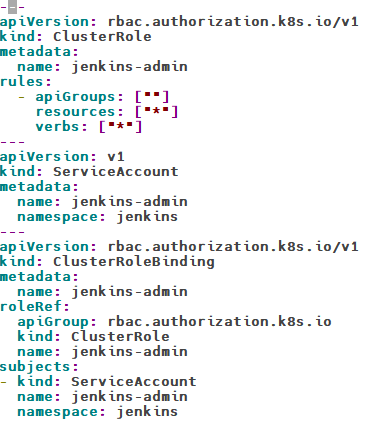 ---
apiVersion: rbac.authorization.k8s.io/v1
kind: ClusterRole
metadata:
  name: jenkins-admin
rules:
  - apiGroups: [""]
    resources: ["*"]
    verbs: ["*"]
---
apiVersion: v1
kind: ServiceAccount
metadata:
  name: jenkins-admin
  namespace: jenkins
---
apiVersion: rbac.authorization.k8s.io/v1
kind: ClusterRoleBinding
metadata:
  name: jenkins-admin
roleRef:
  apiGroup: rbac.authorization.k8s.io
  kind: ClusterRole
  name: jenkins-admin
subjects:
- kind: ServiceAccount
  name: jenkins-admin
  namespace: jenkins